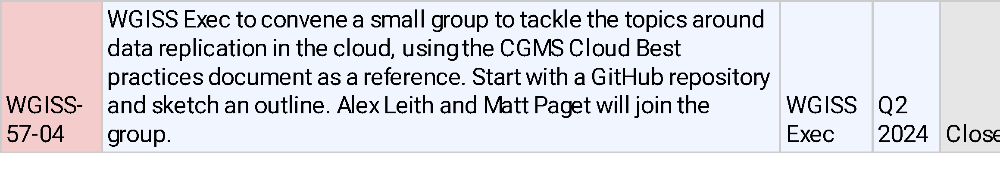 WGISS-
57-04
WGISS Exec to convene a small group to tackle the topics around
data replication in the cloud, using the CGMS Cloud Best
practices document as a reference. Start with a GitHub repository
and sketch an outline. Alex Leith and Matt Paget will join the
group.
WGISS
Exec
Q2
2024
Close